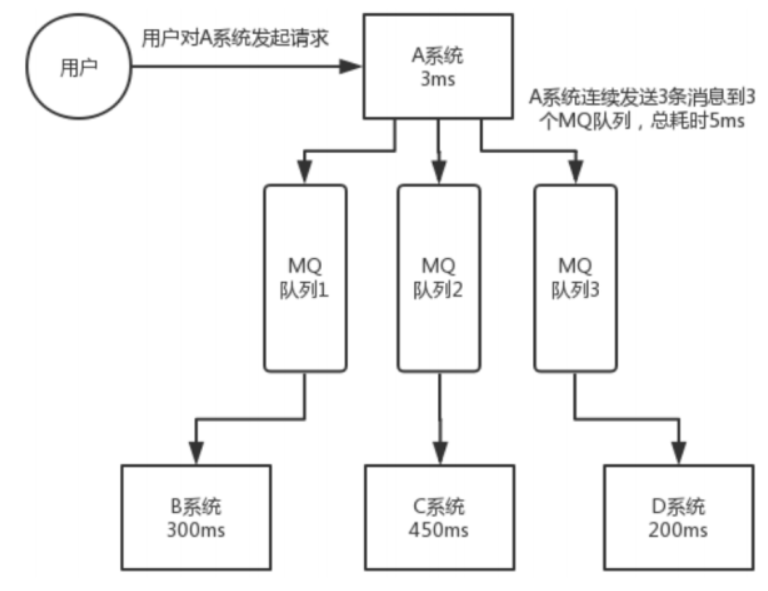 用户对A系统发起请求
用户
A系统
3ms
A系统连续发送3条消息到3
个MQ队列，总耗时5ms
MQ
队列1
MQ
队列2
MQ
队列3
B系统
300ms
C系统
450ms
D系统
200ms